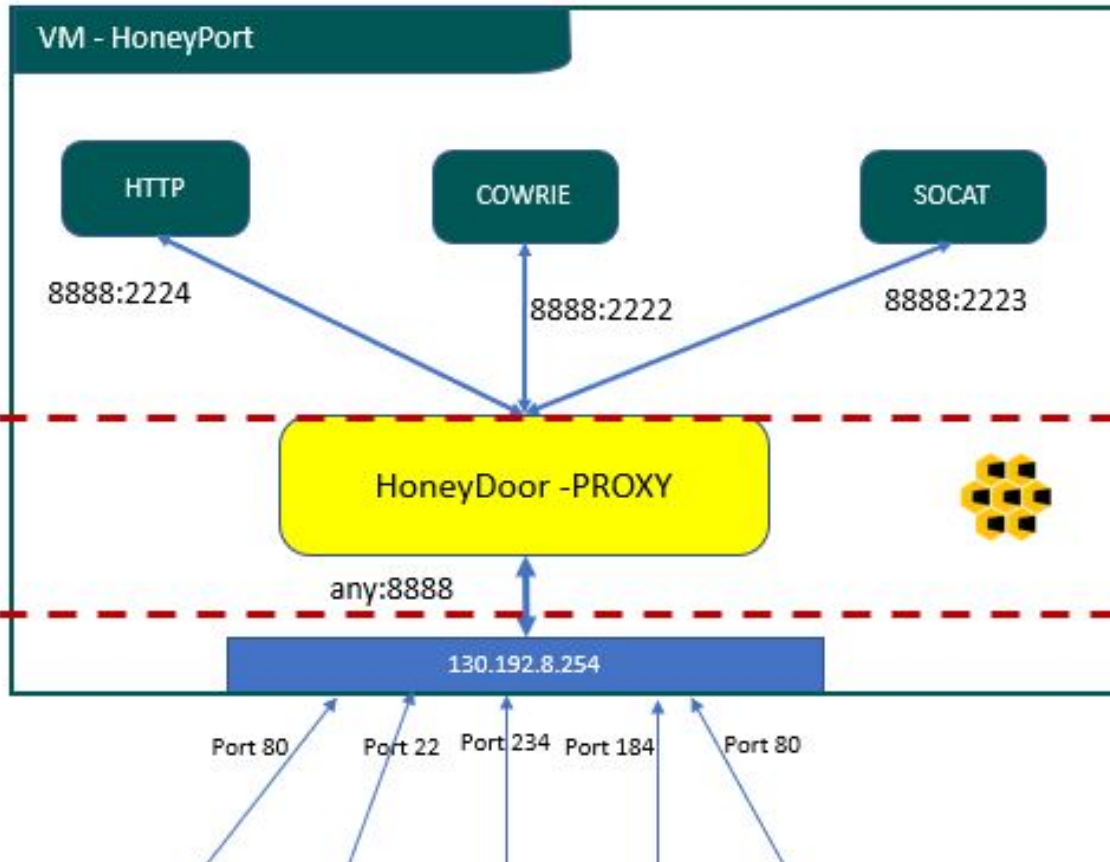 VM - HoneyPort
HTTP
COWRIE
SOCAT
8888:2224
8888:2222
8888:2223
HoneyDoor -PROXY
any:8888
130.192.8.254
Port 80
Port 22
Port 234
Port 184
Port 80